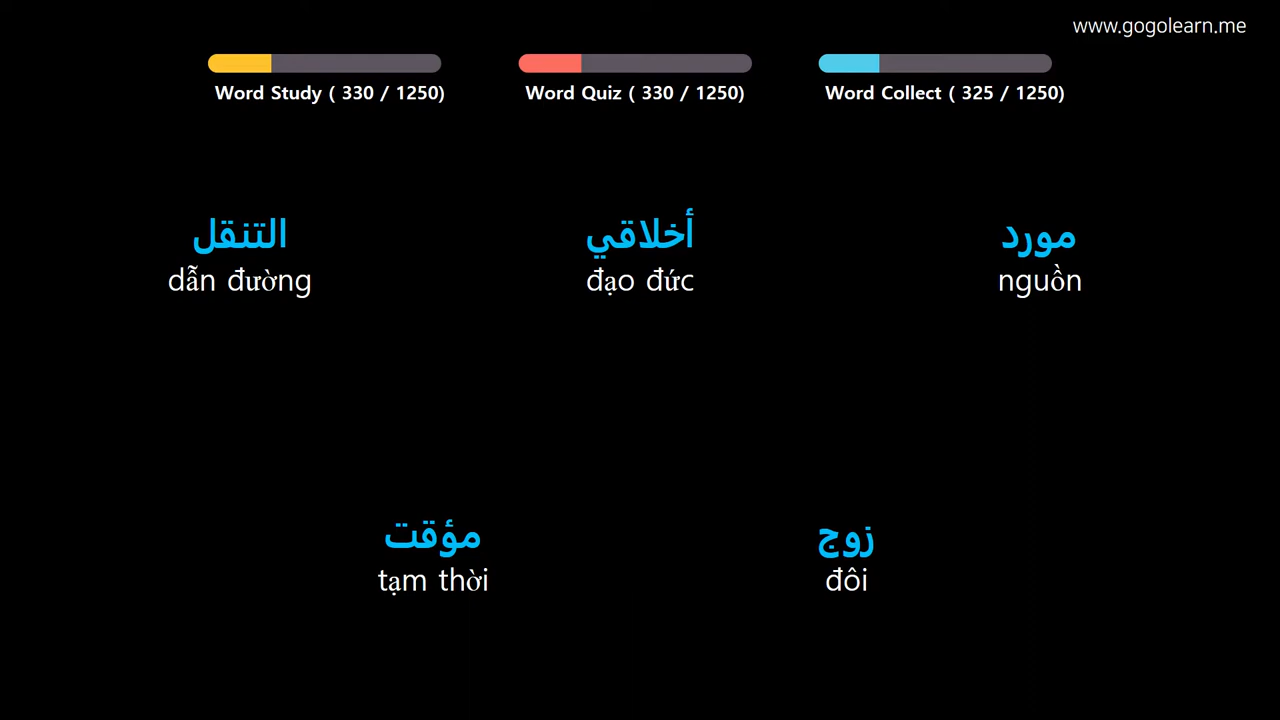 www.gogolearn.me
Word Study ( 330 / 1250)
Word Quiz ( 330 / 1250)
Word Collect ( 325 / 1250)
التنقل
dẫn đường
أخلاقي
đạo đức
مورد
nguồn
مؤقت
tạm thời
زوج
đôi